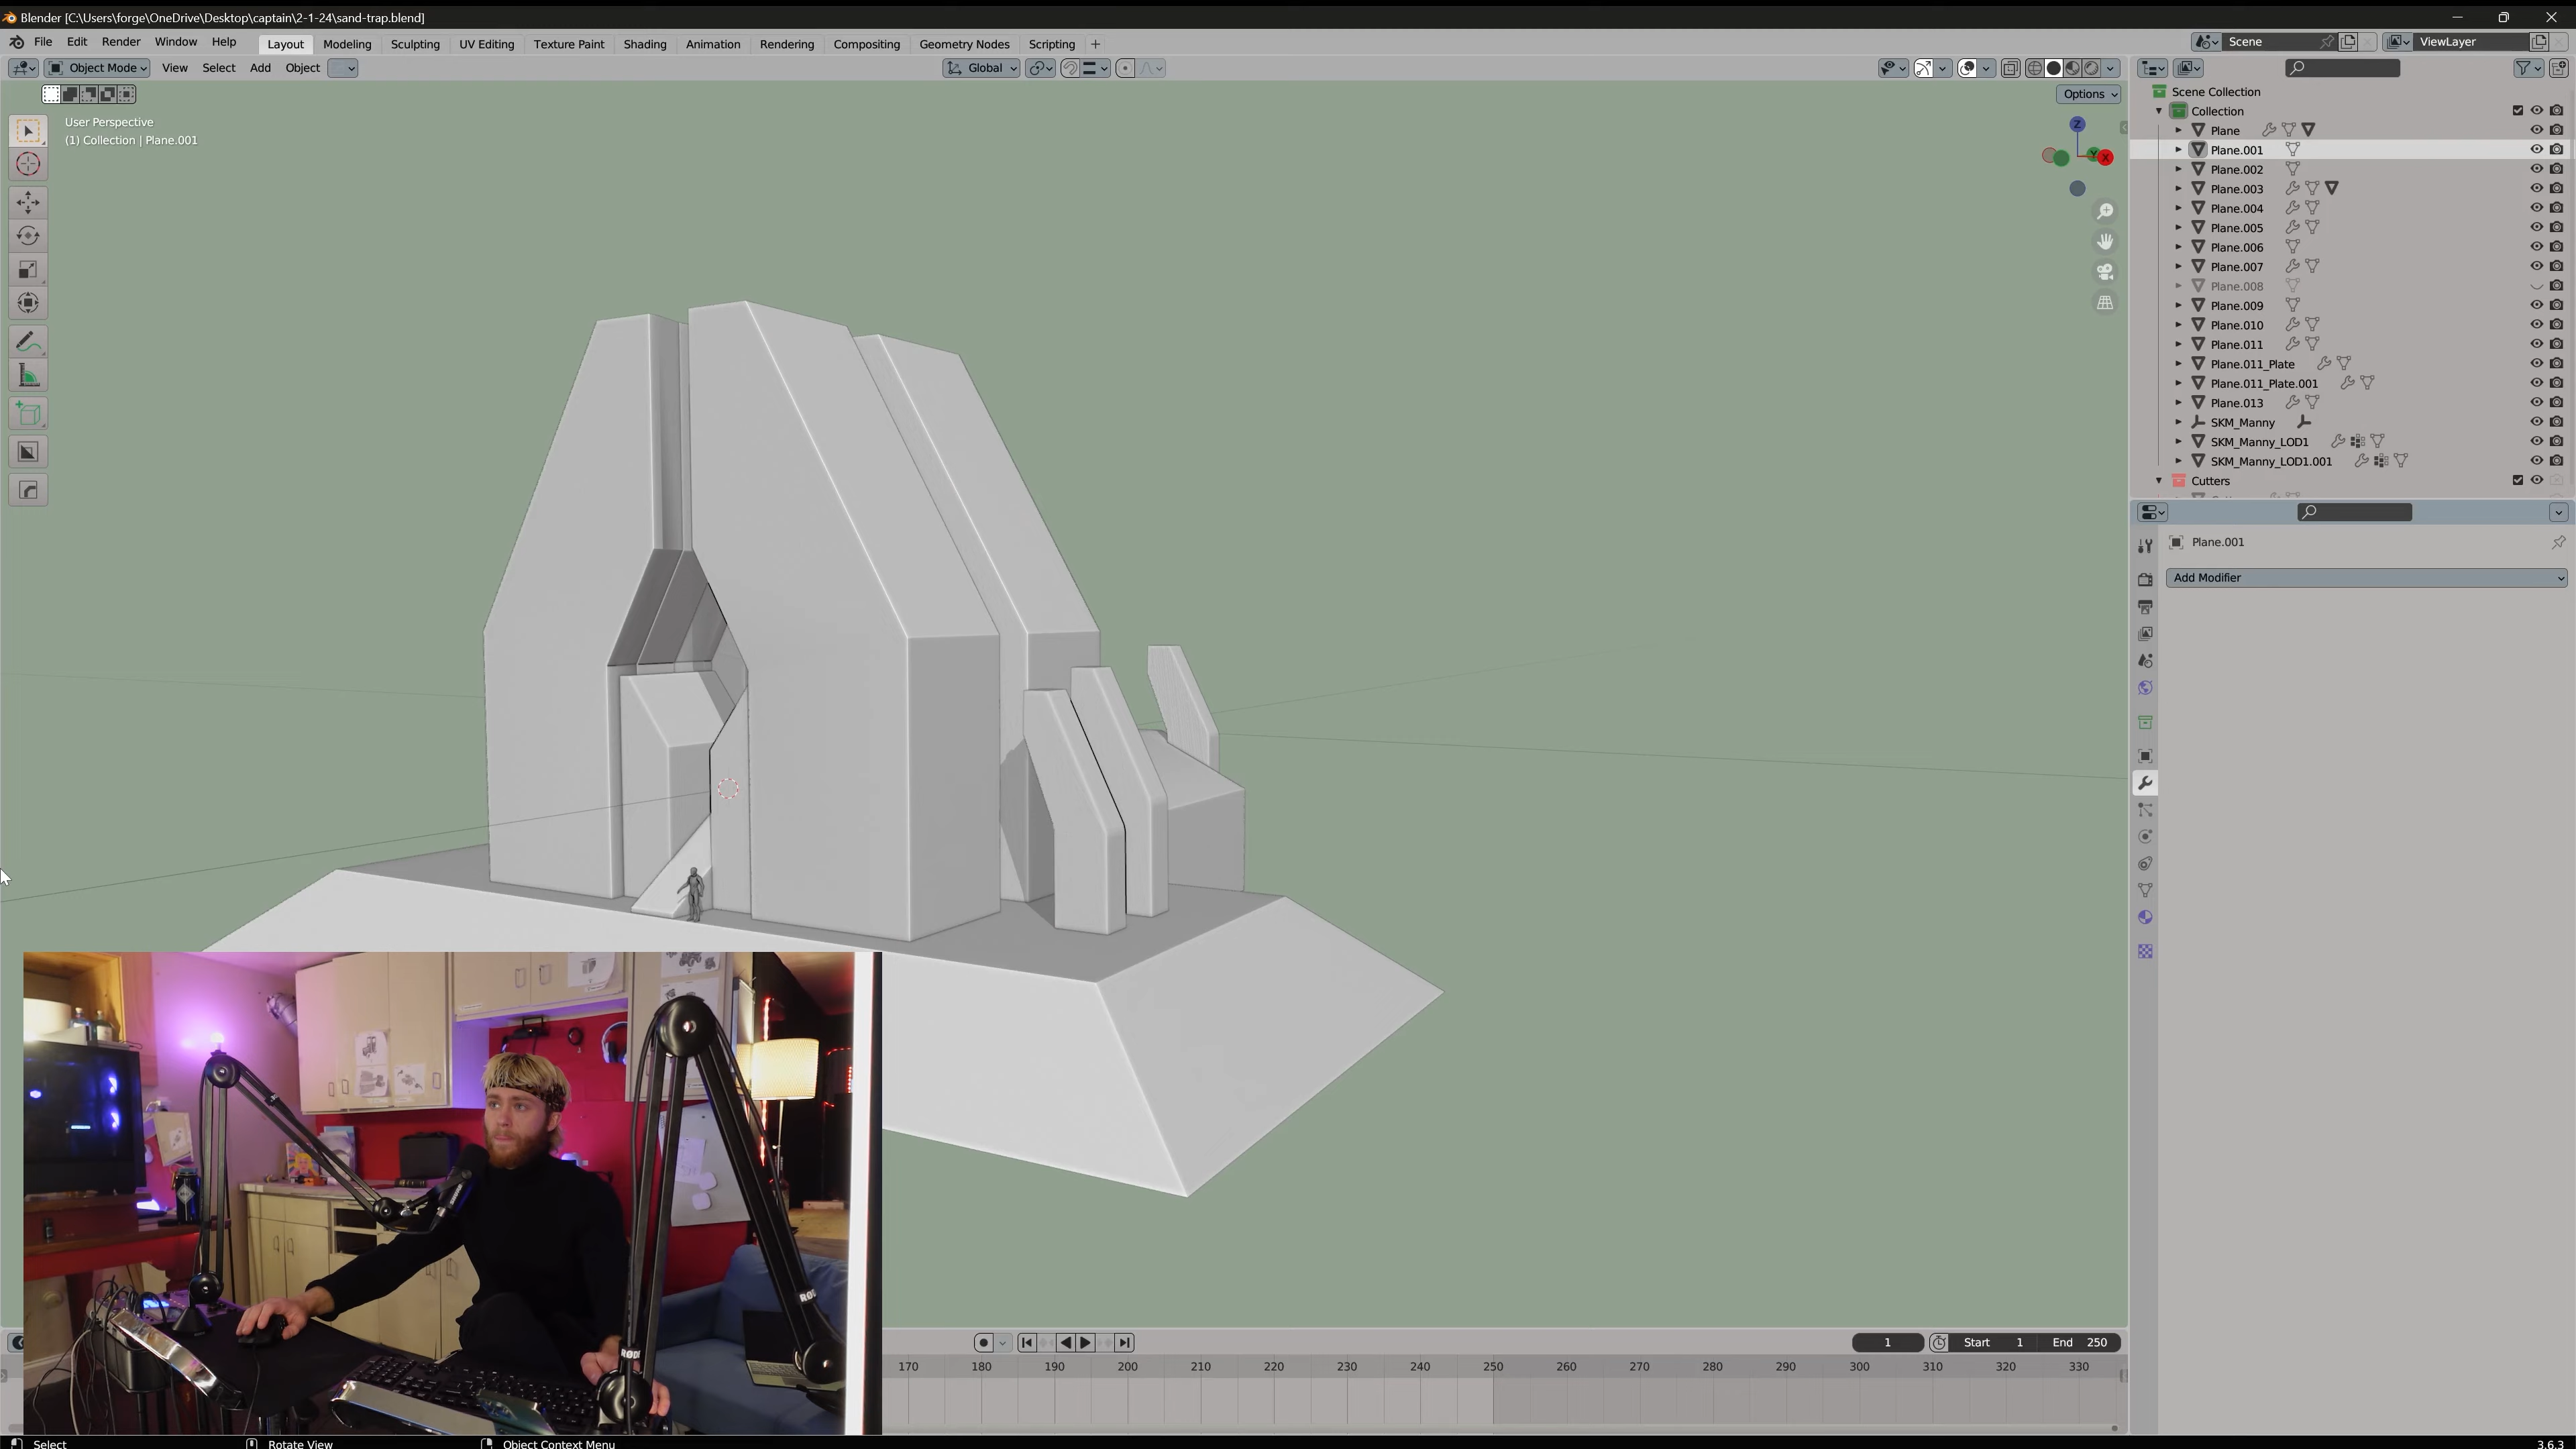 Blender [C:\Users\forge\OneDrive\Desktop\captain\2-1-24\sand-trap.blend]
File Edit Render Window Help Layout Modeling Sculpting UV Editing Texture Paint Shading Animation Rendering Compositing Geometry Nodes Scripting + Scene ViewLayer
Object Mode View Select Add Object Global
Options
User Perspective
(1) Collection | Plane.001
Z
Y
X
Scene Collection
Collection
Plane
Plane.001
Plane.002
Plane.003
Plane.004
Plane.005
Plane.006
Plane.007
Plane.008
Plane.009
Plane.010
Plane.011
Plane.011_Plate
Plane.011_Plate.001
Plane.013
SKM_Manny
SKM_Manny_LOD1
SKM_Manny_LOD1.001
Cutters
Plane.001
Add Modifier
RØDE
RØDE
1 Start 1 End 250
170 180 190 200 210 220 230 240 250 260 270 280 290 300 310 320 330
Select Rotate View Object Context Menu 3.6.3